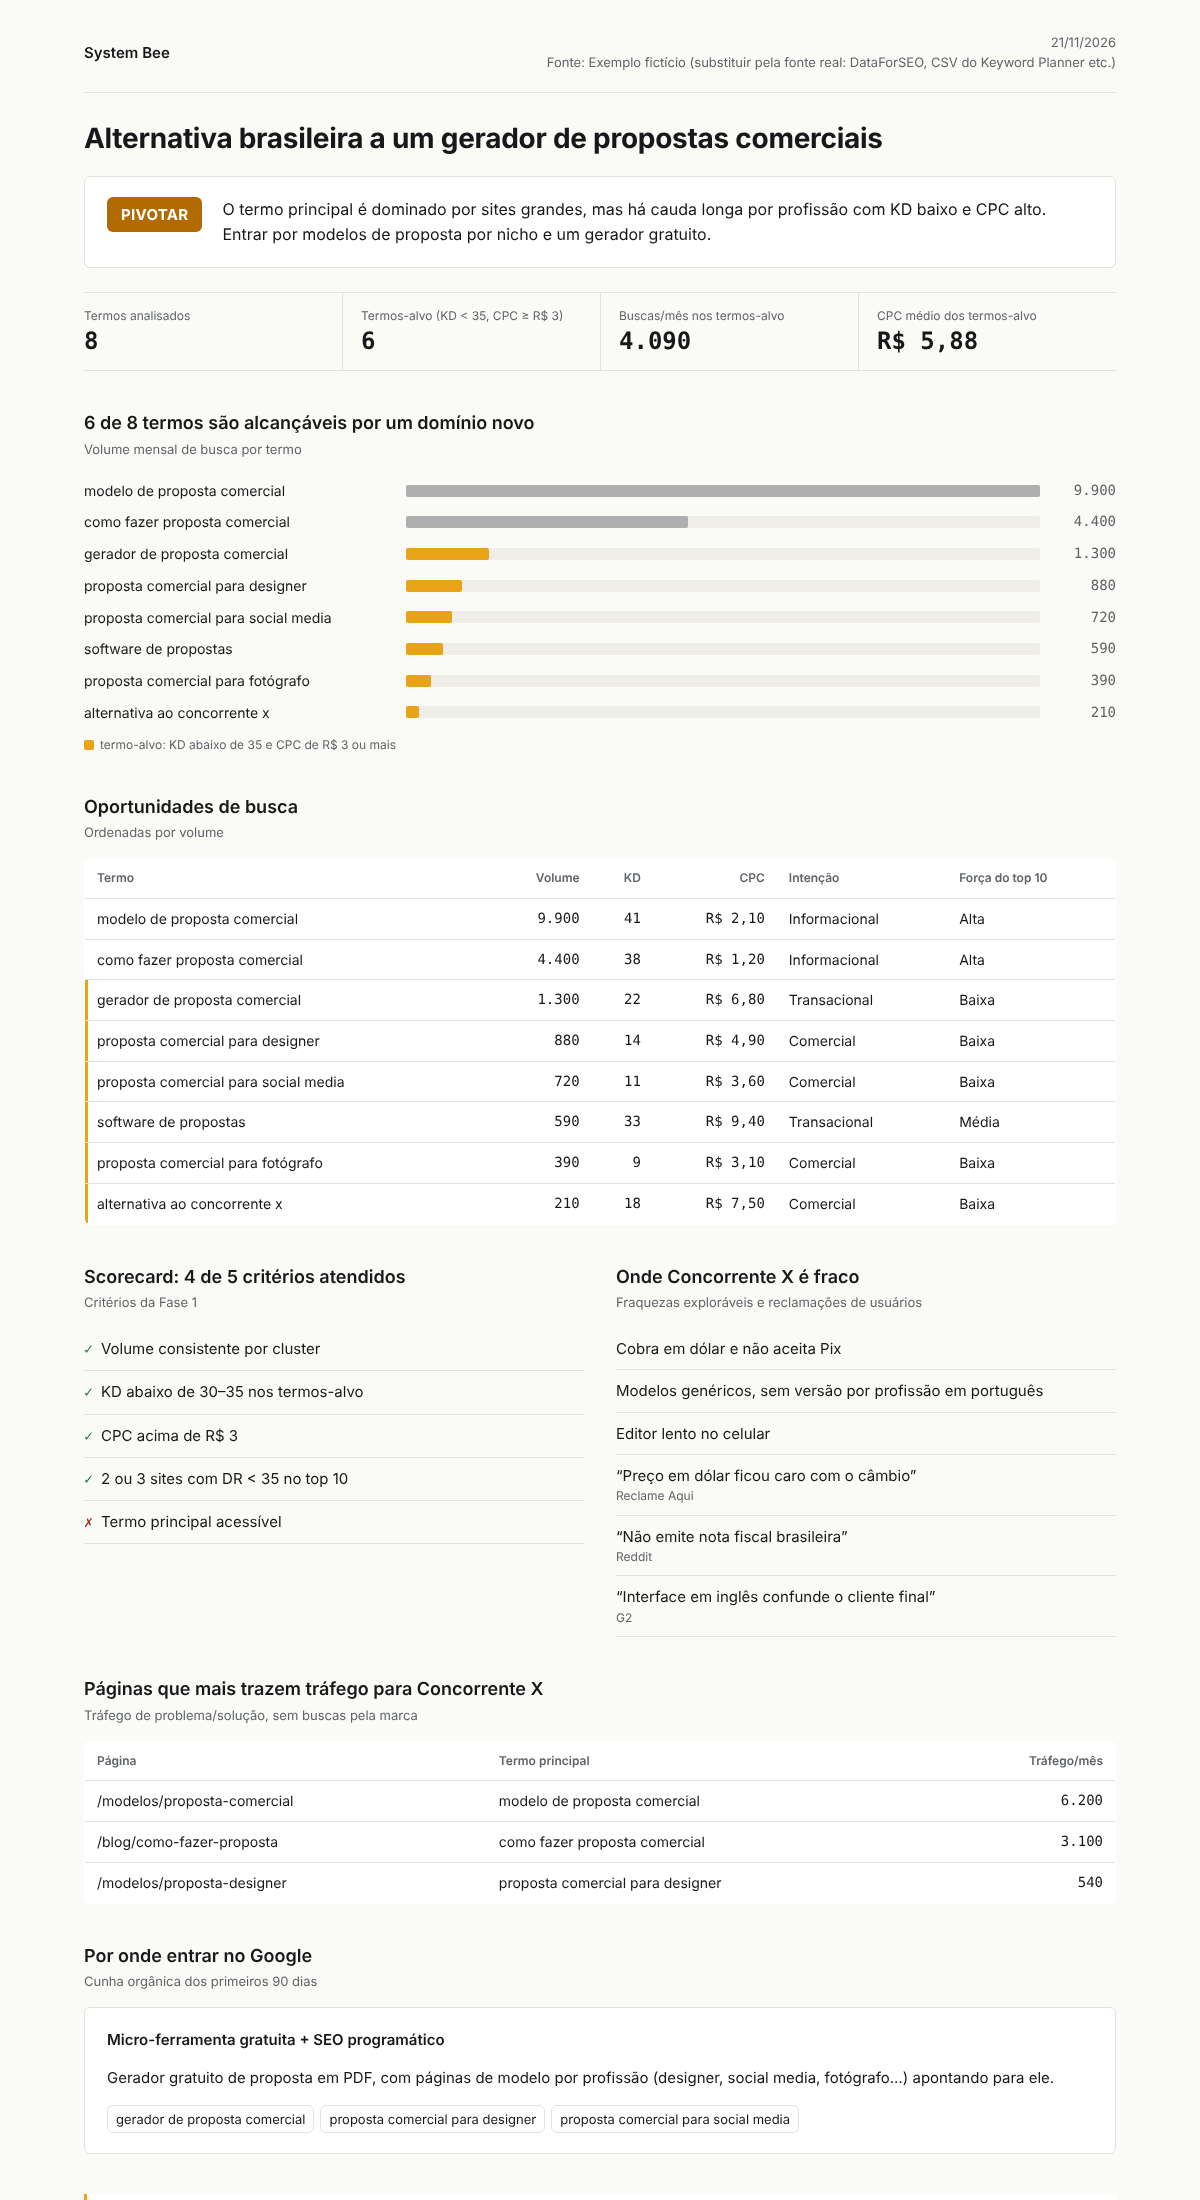 System Bee
21/11/2026
Fonte: Exemplo fictício (substituir pela fonte real: DataForSEO, CSV do Keyword Planner etc.)
Alternativa brasileira a um gerador de propostas comerciais
PIVOTAR
O termo principal é dominado por sites grandes, mas há cauda longa por profissão com KD baixo e CPC alto.
Entrar por modelos de proposta por nicho e um gerador gratuito.
Termos analisados
8
Termos-alvo (KD < 35, CPC ≥ R$ 3)
6
Buscas/mês nos termos-alvo
4.090
CPC médio dos termos-alvo
R$ 5,88
6 de 8 termos são alcançáveis por um domínio novo
Volume mensal de busca por termo
modelo de proposta comercial 9.900
como fazer proposta comercial 4.400
gerador de proposta comercial 1.300
proposta comercial para designer 880
proposta comercial para social media 720
software de propostas 590
proposta comercial para fotógrafo 390
alternativa ao concorrente x 210
termo-alvo: KD abaixo de 35 e CPC de R$ 3 ou mais
Oportunidades de busca
Ordenadas por volume
Termo Volume KD CPC Intenção Força do top 10
modelo de proposta comercial 9.900 41 R$ 2,10 Informacional Alta
como fazer proposta comercial 4.400 38 R$ 1,20 Informacional Alta
gerador de proposta comercial 1.300 22 R$ 6,80 Transacional Baixa
proposta comercial para designer 880 14 R$ 4,90 Comercial Baixa
proposta comercial para social media 720 11 R$ 3,60 Comercial Baixa
software de propostas 590 33 R$ 9,40 Transacional Média
proposta comercial para fotógrafo 390 9 R$ 3,10 Comercial Baixa
alternativa ao concorrente x 210 18 R$ 7,50 Comercial Baixa
Scorecard: 4 de 5 critérios atendidos
Critérios da Fase 1
✓ Volume consistente por cluster
✓ KD abaixo de 30–35 nos termos-alvo
✓ CPC acima de R$ 3
✓ 2 ou 3 sites com DR < 35 no top 10
✗ Termo principal acessível
Onde Concorrente X é fraco
Fraquezas exploráveis e reclamações de usuários
Cobra em dólar e não aceita Pix
Modelos genéricos, sem versão por profissão em português
Editor lento no celular
“Preço em dólar ficou caro com o câmbio”
Reclame Aqui
“Não emite nota fiscal brasileira”
Reddit
“Interface em inglês confunde o cliente final”
G2
Páginas que mais trazem tráfego para Concorrente X
Tráfego de problema/solução, sem buscas pela marca
Página Termo principal Tráfego/mês
/modelos/proposta-comercial modelo de proposta comercial 6.200
/blog/como-fazer-proposta como fazer proposta comercial 3.100
/modelos/proposta-designer proposta comercial para designer 540
Por onde entrar no Google
Cunha orgânica dos primeiros 90 dias
Micro-ferramenta gratuita + SEO programático
Gerador gratuito de proposta em PDF, com páginas de modelo por profissão (designer, social media, fotógrafo…) apontando para ele.
gerador de proposta comercial proposta comercial para designer proposta comercial para social media